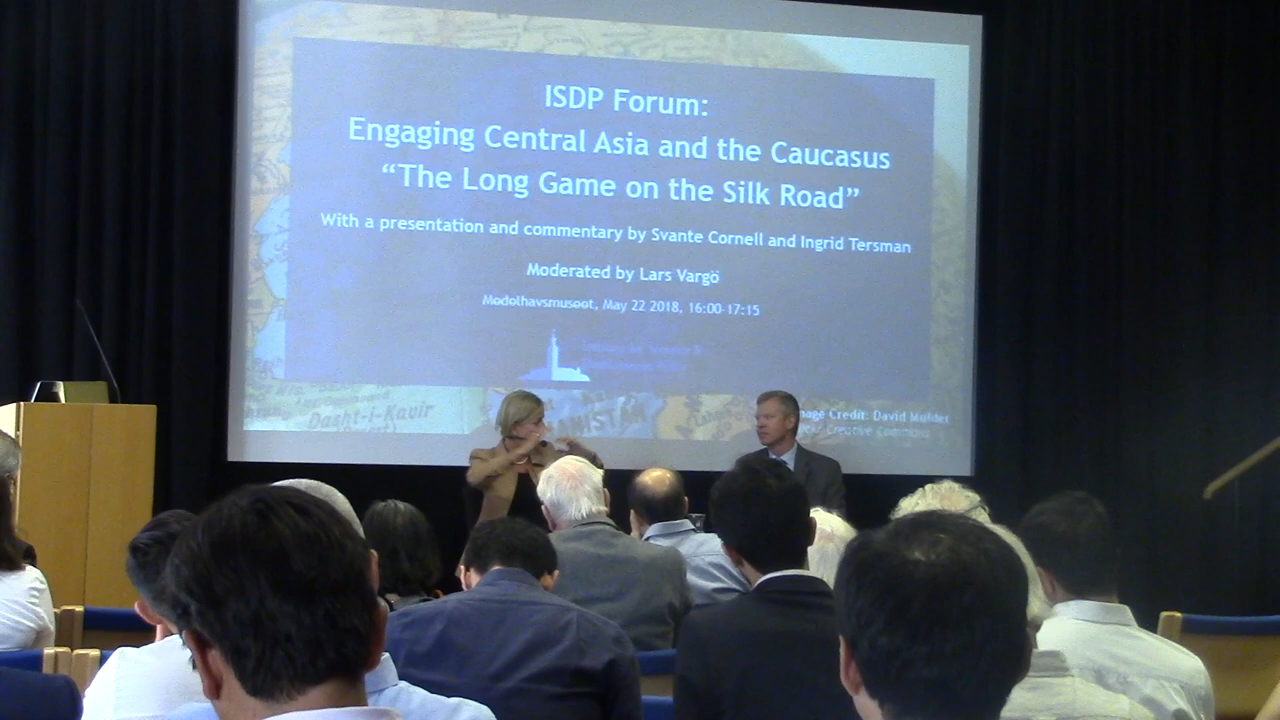 ISDP Forum:
Engaging Central Asia and the Caucasus
“The Long Game on the Silk Road”
With a presentation and commentary by Svante Cornell and Ingrid Tersman
Moderated by Lars Vargö
Medelhavsmuseet, May 22 2018, 16:00-17:15
Dasht-i-Kavir
Image Credit: David Mulder
Creative Commons